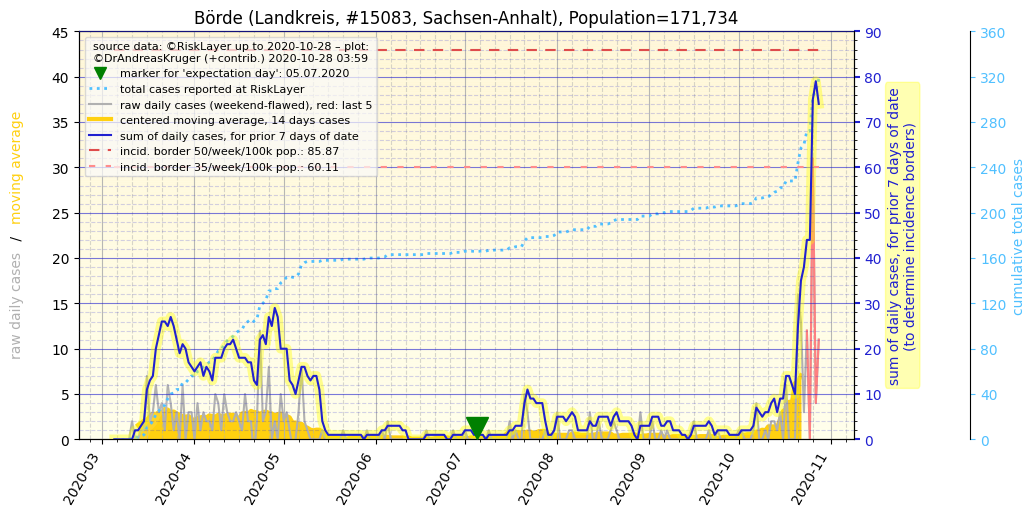 Börde (Landkreis, #15083, Sachsen-Anhalt), Population=171,734
source data: ©RiskLayer up to 2020-10-28 – plot:
©DrAndreasKruger (+contrib.) 2020-10-28 03:59
marker for 'expectation day': 05.07.2020
total cases reported at RiskLayer
raw daily cases (weekend-flawed), red: last 5
centered moving average, 14 days cases
sum of daily cases, for prior 7 days of date
incid. border 50/week/100k pop.: 85.87
incid. border 35/week/100k pop.: 60.11
raw daily cases / moving average
45
40
35
30
25
20
15
10
5
0
2020-03
2020-04
2020-05
2020-06
2020-07
2020-08
2020-09
2020-10
2020-11
90
80
70
60
50
40
30
20
10
0
sum of daily cases, for prior 7 days of date
(to determine incidence borders)
360
320
280
240
200
160
120
80
40
0
cumulative total cases